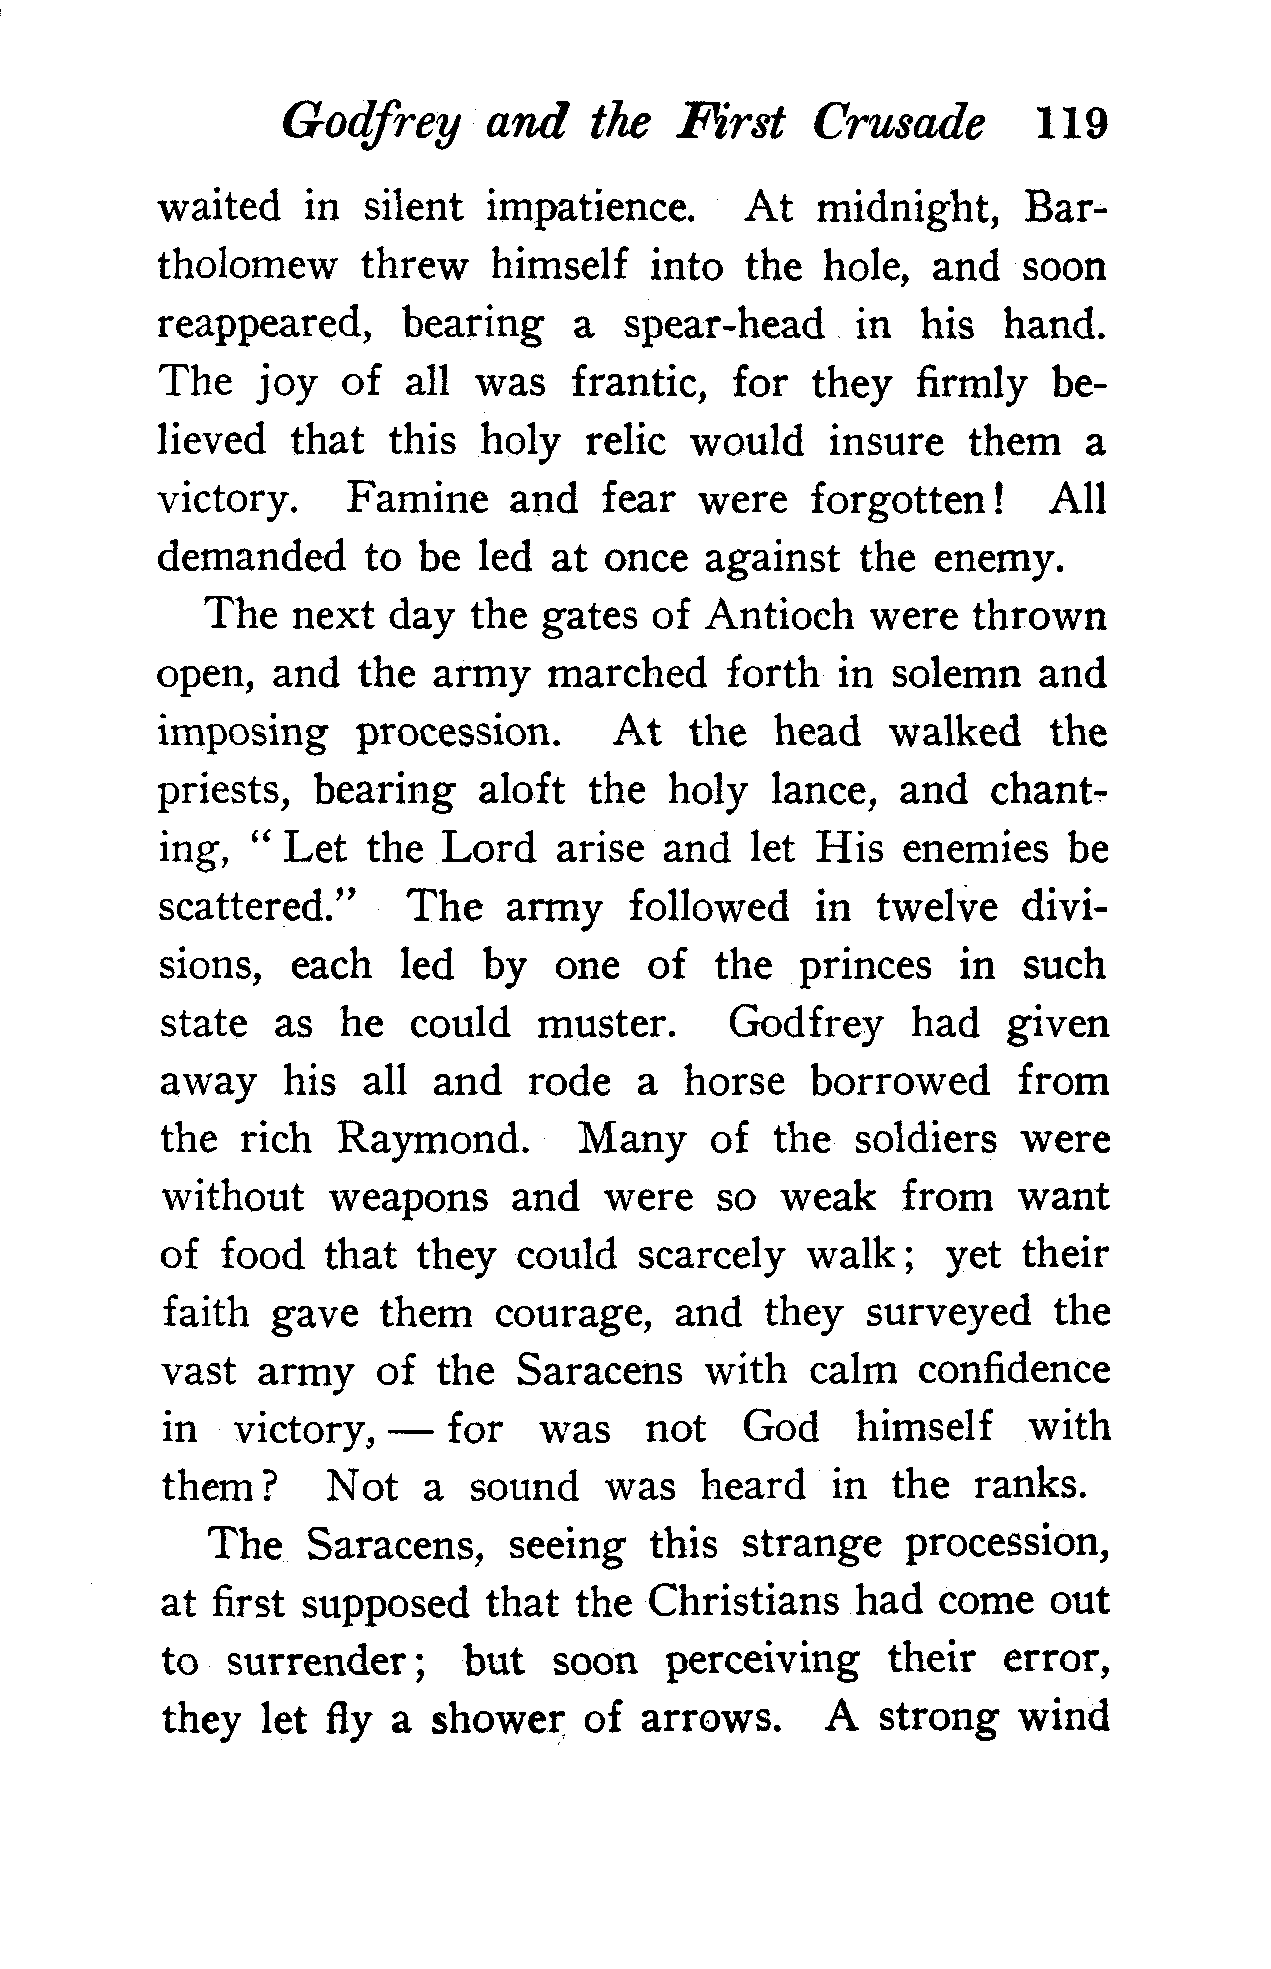 Godfrey and the First Crusade 119
waited in silent impatience. At midnight, Bar-
tholomew threw himself into the hole, and soon
reappeared, bearing a spear-head in his hand.
The joy of all was frantic, for they firmly be-
lieved that this holy relic would insure them a
victory. Famine and fear were forgotten! All
demanded to be led at once against the enemy.
The next day the gates of Antioch were thrown
open, and the army marched forth in solemn and
imposing procession. At the head walked the
priests, bearing aloft the holy lance, and chant-
ing, “ Let the Lord arise and let His enemies be
scattered.” The army followed in twelve divi-
sions, each led by one of the princes in such
state as he could muster. Godfrey had given
away his all and rode a horse borrowed from
the rich Raymond. Many of the soldiers were
without weapons and were so weak from want
of food that they could scarcely walk; yet their
faith gave them courage, and they surveyed the
vast army of the Saracens with calm confidence
in victory, — for was not God himself with
them? Not a sound was heard in the ranks.
The Saracens, seeing this strange procession,
at first supposed that the Christians had come out
to surrender; but soon perceiving their error,
they let fly a shower of arrows. A strong wind